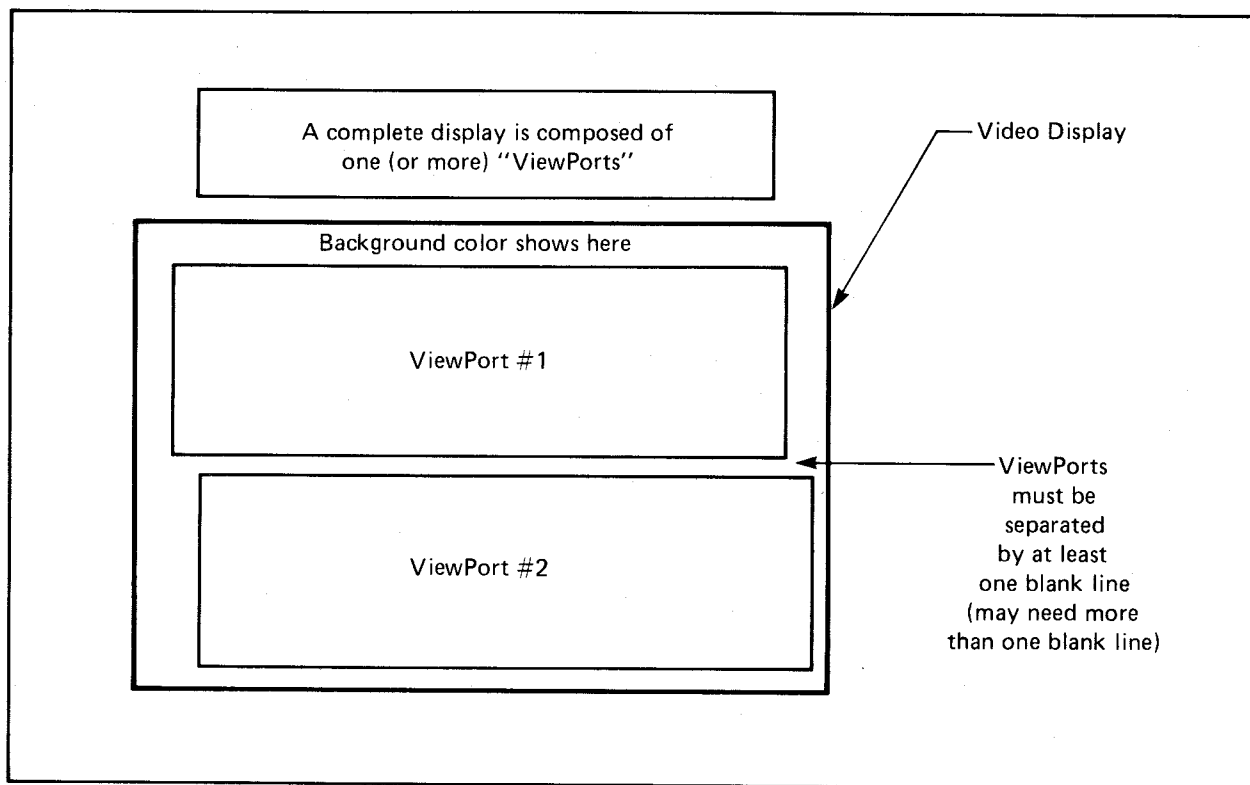 A complete display is composed of
one (or more) “ViewPorts”
Video Display
Background color shows here
ViewPort #1
ViewPorts
must be
separated
by at least
one blank line
(may need more
than one blank line)
ViewPort #2